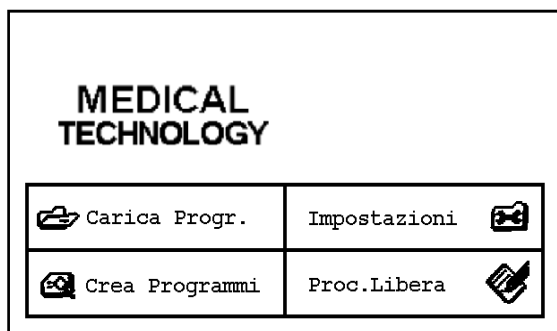 MEDICAL
TECHNOLOGY
Carica Progr.
Impostazioni
Crea Programmi
Proc.Libera